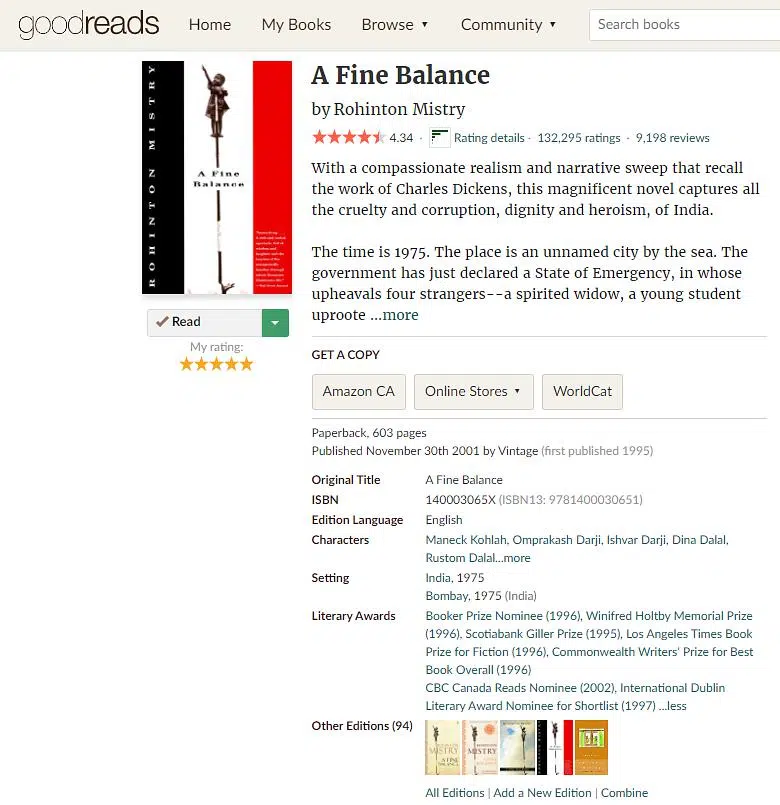 goodreads Home My Books Browse ▼ Community ▼ Search books
ROHINTON MISTRY
A Fine
Balance
A Fine Balance
by Rohinton Mistry
4.34 · Rating details · 132,295 ratings · 9,198 reviews
With a compassionate realism and narrative sweep that recall
the work of Charles Dickens, this magnificent novel captures all
the cruelty and corruption, dignity and heroism, of India.
The time is 1975. The place is an unnamed city by the sea. The
government has just declared a State of Emergency, in whose
upheavals four strangers--a spirited widow, a young student
uproote ...more
Read
My rating:
GET A COPY
Amazon CA Online Stores ▼ WorldCat
Paperback, 603 pages
Published November 30th 2001 by Vintage (first published 1995)
Original Title A Fine Balance
ISBN 140003065X (ISBN13: 9781400030651)
Edition Language English
Characters Maneck Kohlah, Omprakash Darji, Ishvar Darji, Dina Dalal,
Rustom Dalal...more
Setting India, 1975
Bombay, 1975 (India)
Literary Awards Booker Prize Nominee (1996), Winifred Holtby Memorial Prize
(1996), Scotiabank Giller Prize (1995), Los Angeles Times Book
Prize for Fiction (1996), Commonwealth Writers' Prize for Best
Book Overall (1996)
CBC Canada Reads Nominee (2002), International Dublin
Literary Award Nominee for Shortlist (1997) ...less
Other Editions (94)
MISTRY
MISTRY
All Editions | Add a New Edition | Combine